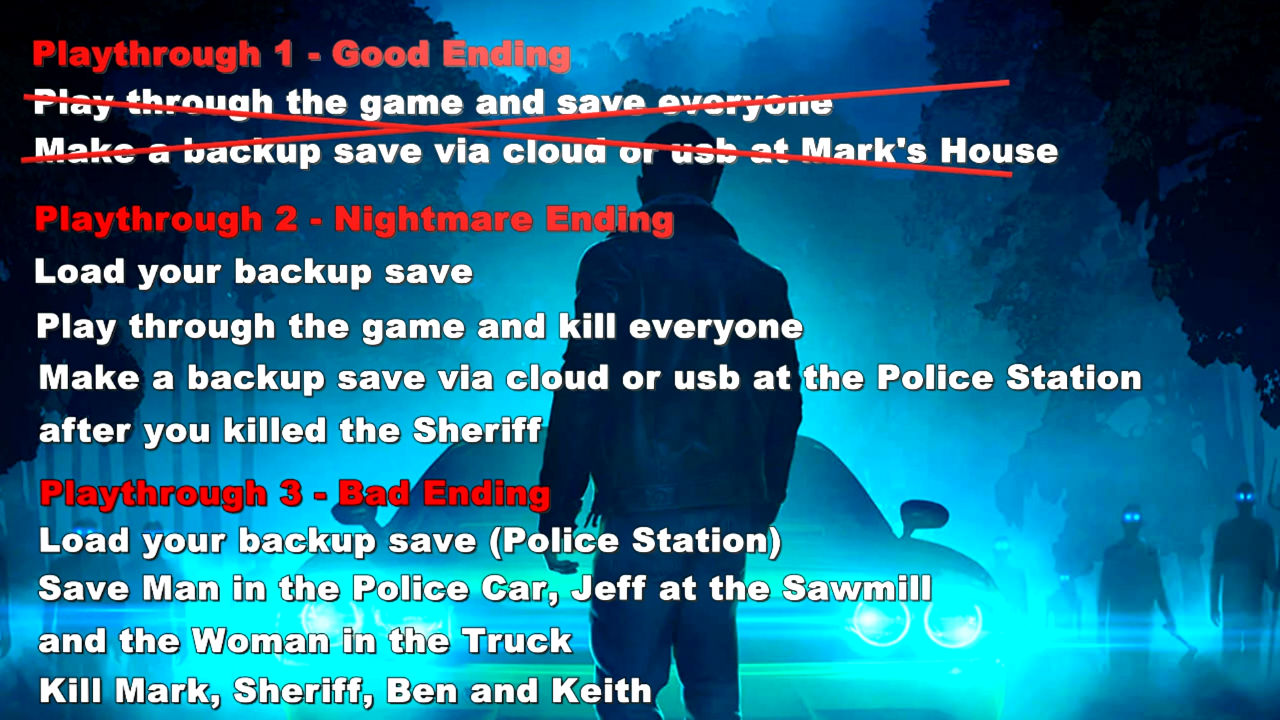 Playthrough 1 - Good Ending
Play through the game and save everyone
Make a backup save via cloud or usb at Mark's House
Playthrough 2 - Nightmare Ending
Load your backup save
Play through the game and kill everyone
Make a backup save via cloud or usb at the Police Station
after you killed the Sheriff
Playthrough 3 - Bad Ending
Load your backup save (Police Station)
Save Man in the Police Car, Jeff at the Sawmill
and the Woman in the Truck
Kill Mark, Sheriff, Ben and Keith